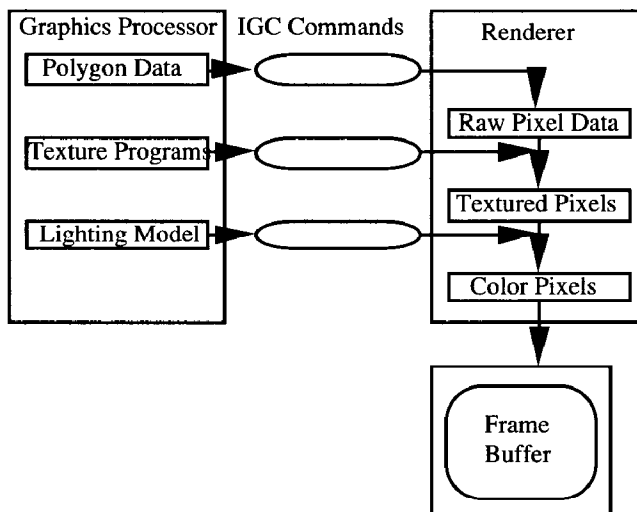 Graphics Processor
IGC Commands
Renderer
Polygon Data
Raw Pixel Data
Texture Programs
Textured Pixels
Lighting Model
Color Pixels
Frame
Buffer